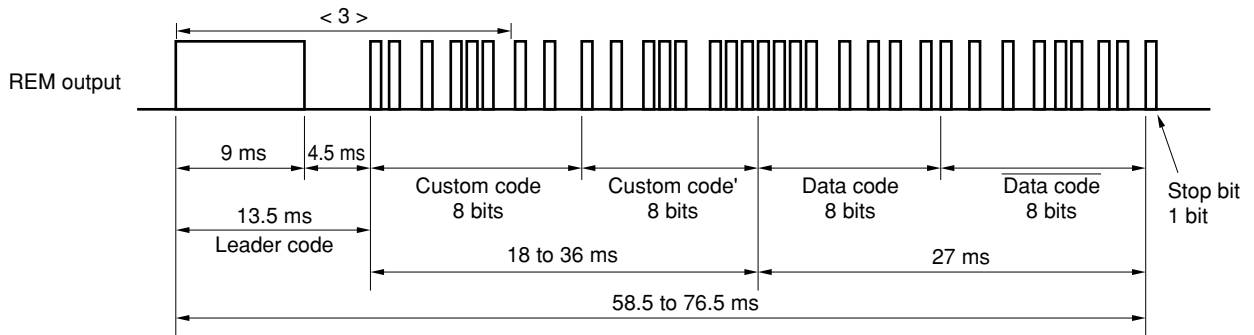 < 3 >
REM output
9 ms
4.5 ms
Custom code
8 bits
Custom code'
8 bits
Data code
8 bits
Data code
8 bits
Stop bit
1 bit
13.5 ms
Leader code
18 to 36 ms
27 ms
58.5 to 76.5 ms